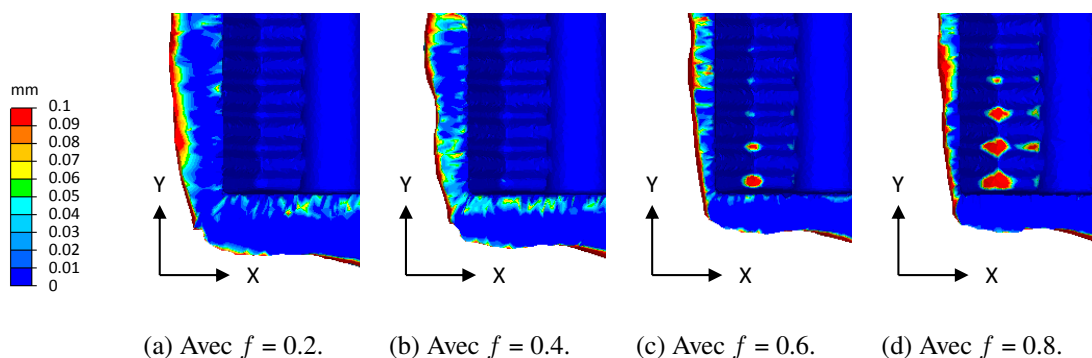 mm
0.1
0.09
0.08
0.07
0.06
0.05
0.04
0.03
0.02
0.01
0
Y
X
Y
X
Y
X
Y
X
(a) Avec f = 0.2.
(b) Avec f = 0.4.
(c) Avec f = 0.6.
(d) Avec f = 0.8.